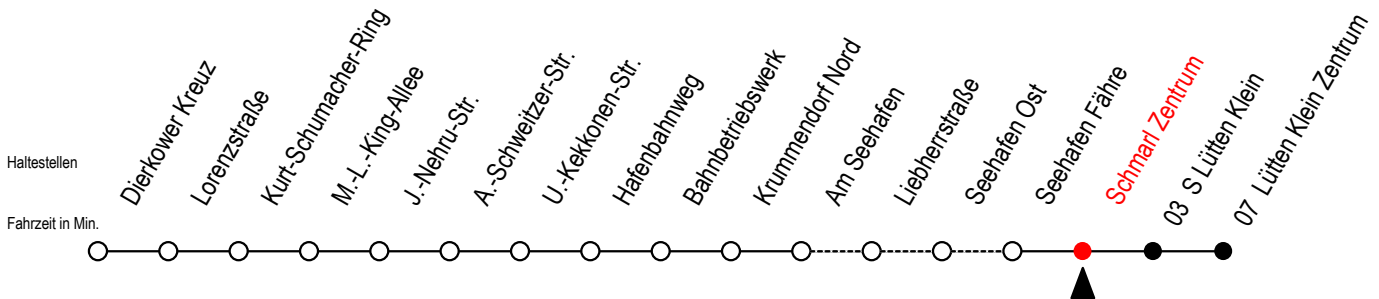 Haltestellen
Fahrzeit in Min.
Dierkower Kreuz
Lorenzstraße
Kurt-Schumacher-Ring
M.-L.-King-Allee
J.-Nehru-Str.
A.-Schweitzer-Str.
U.-Kekkonen-Str.
Hafenbahnweg
Bahnbetriebswerk
Krummendorf Nord
Am Seehafen
Liebherrstraße
Seehafen Ost
Seehafen Fähre
Schmarl Zentrum
03 S Lütten Klein
07 Lütten Klein Zentrum